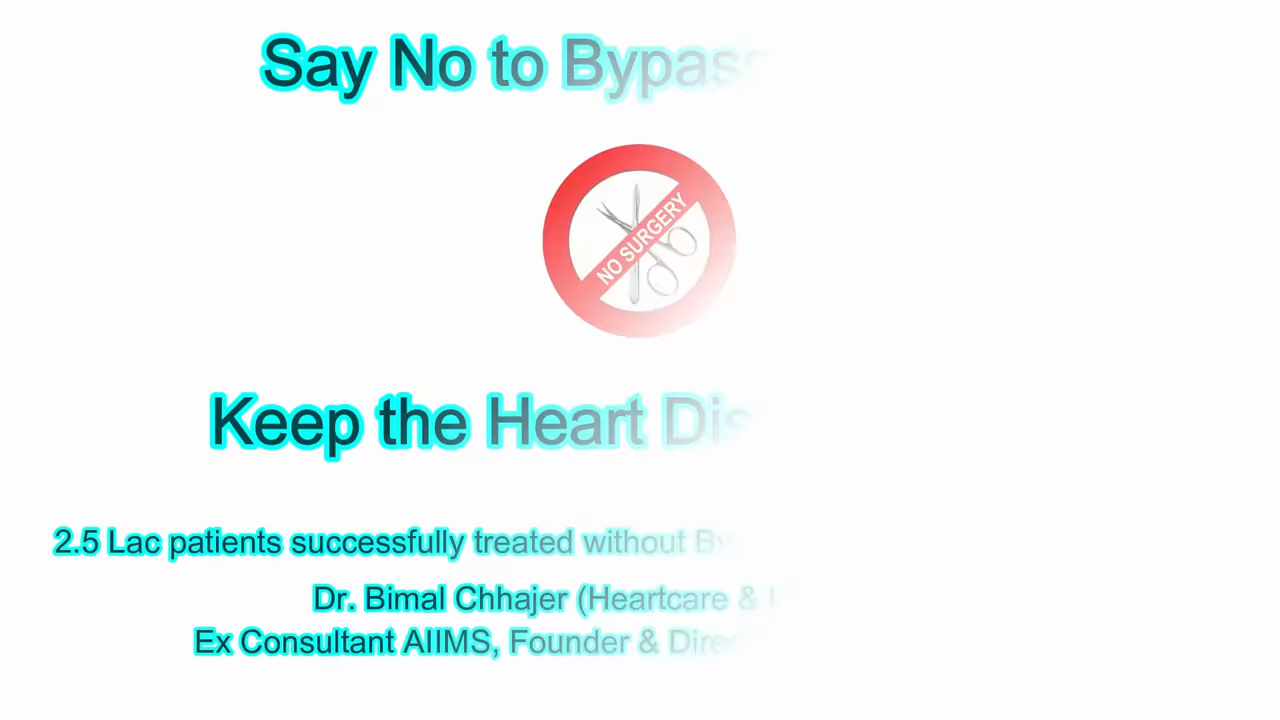 Say No to Bypass
NO SURGERY
Keep the Heart Dis
2.5 Lac patients successfully treated without By
Dr. Bimal Chhajer (Heartcare &
Ex Consultant AIIMS, Founder & Dire